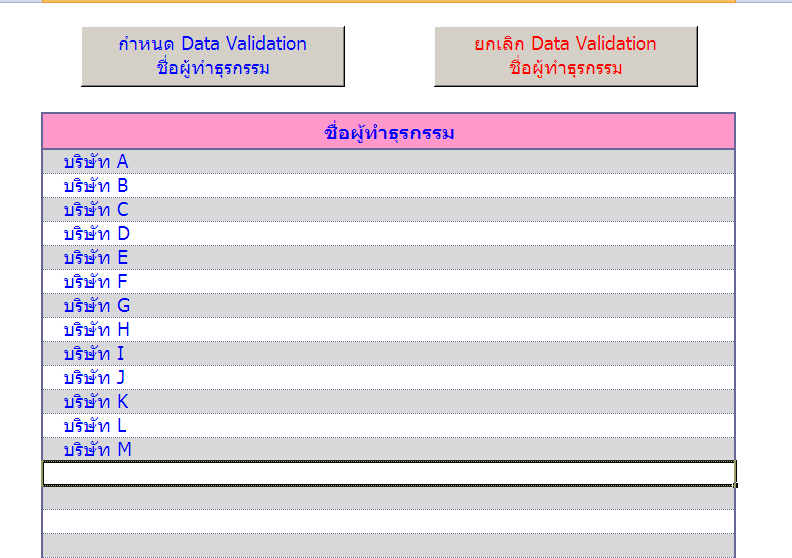 กำหนด Data Validation
ชื่อผู้ทำธุรกรรม
ยกเลิก Data Validation
ชื่อผู้ทำธุรกรรม
ชื่อผู้ทำธุรกรรม
บริษัท A
บริษัท B
บริษัท C
บริษัท D
บริษัท E
บริษัท F
บริษัท G
บริษัท H
บริษัท I
บริษัท J
บริษัท K
บริษัท L
บริษัท M